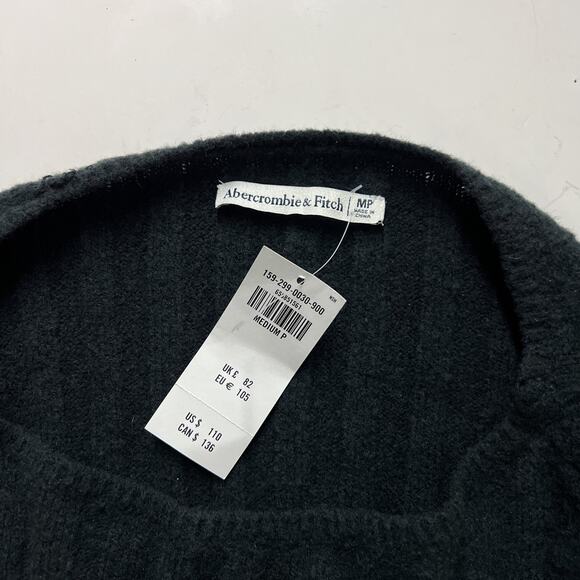 Abercrombie & Fitch
MP
MADE IN
CHINA
159-299-0030-900
655851561
MEDIUM P
UK £ 82
EU € 105
US $ 110
CAN $ 136